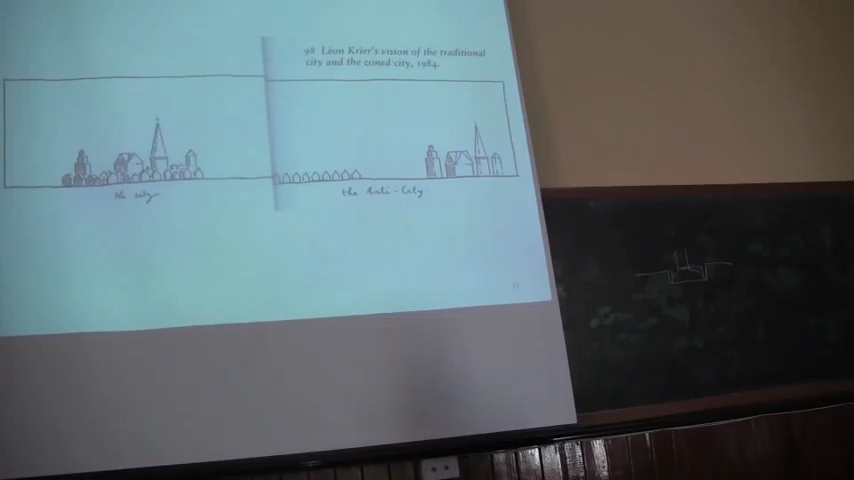 98 Léon Krier's vision of the traditional
city and the zoned city, 1984.
the city
the Anti-City